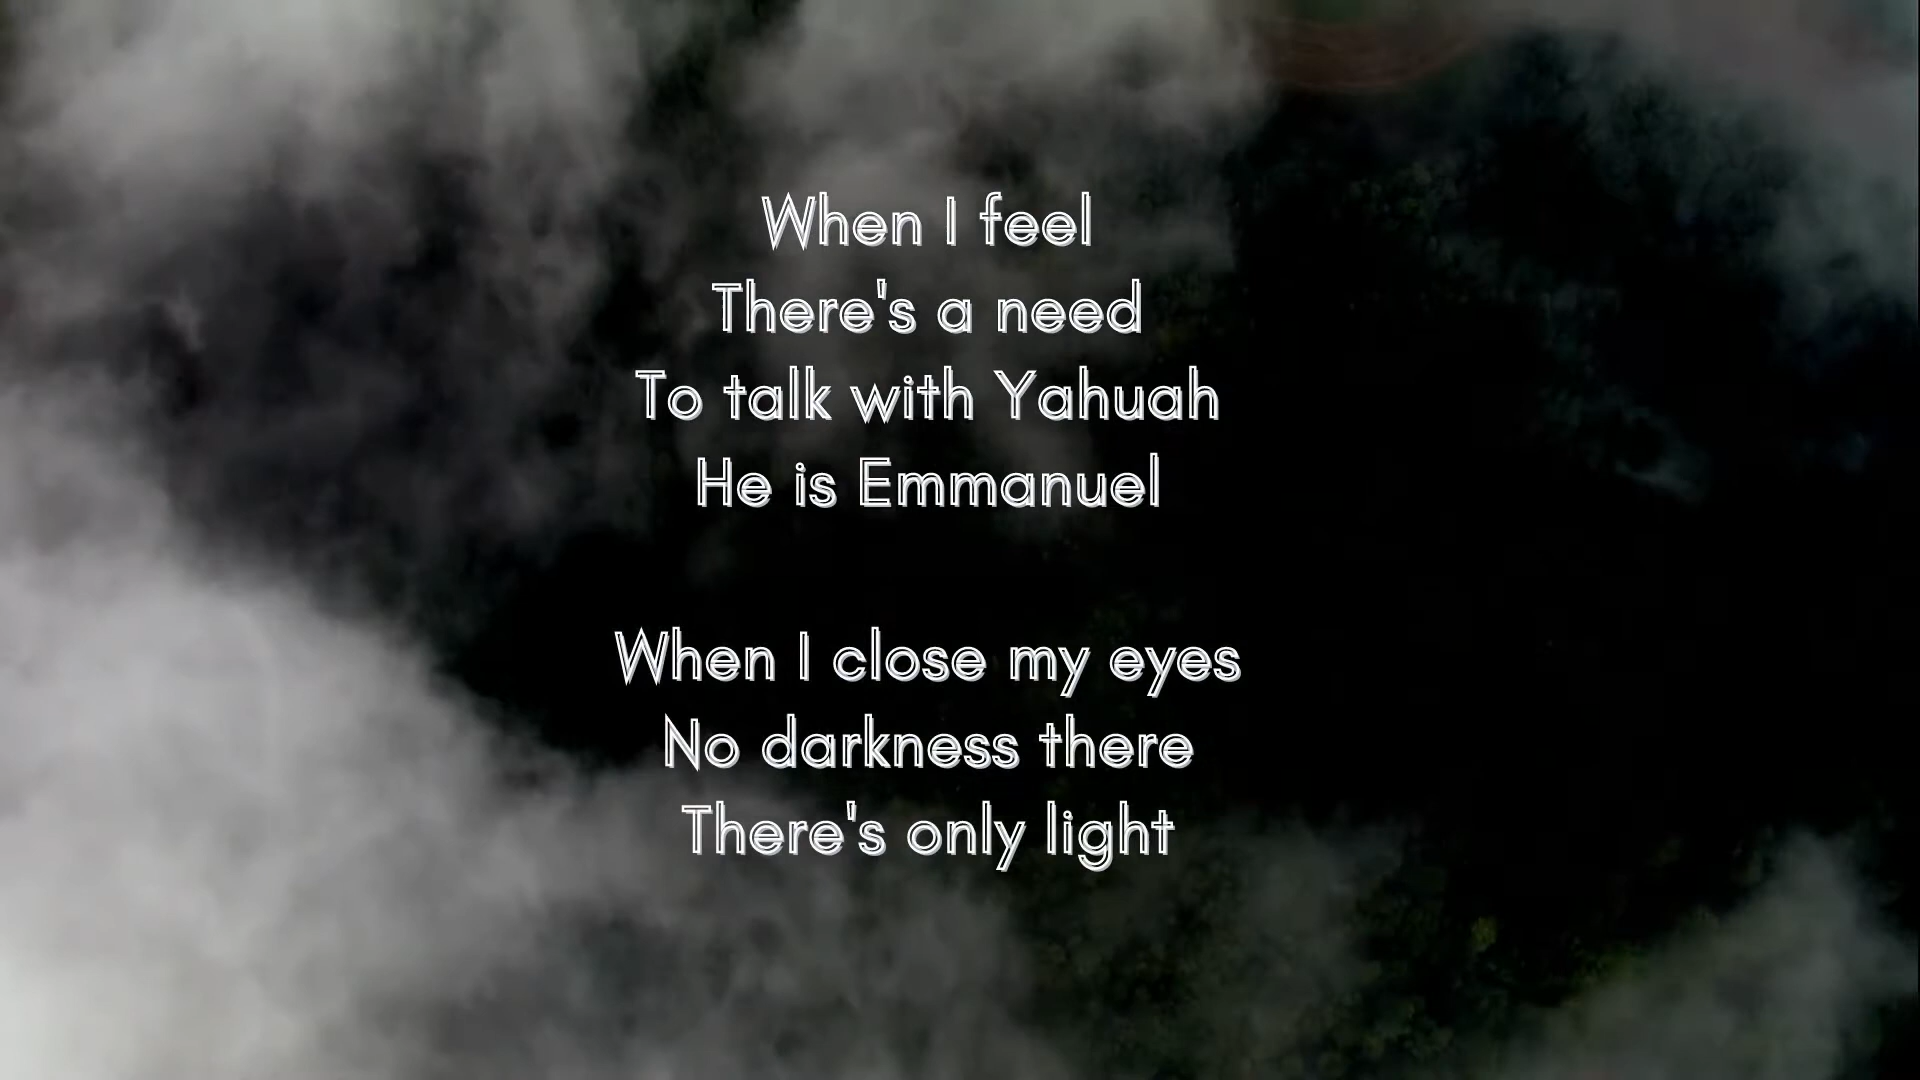 When I feel
There's a need
To talk with Yahuah
He is Emmanuel
When I close my eyes
No darkness there
There's only light